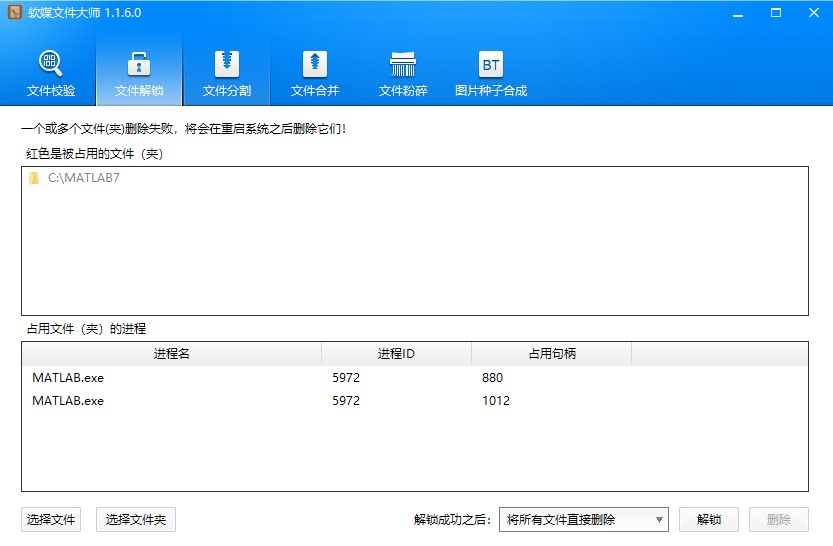 软媒文件大师 1.1.6.0
文件校验 文件解锁 文件分割 文件合并 文件粉碎 BT 图片种子合成
一个或多个文件(夹)删除失败，将会在重启系统之后删除它们！
红色是被占用的文件（夹）
C:\MATLAB7
占用文件（夹）的进程
进程名 进程ID 占用句柄
MATLAB.exe 5972 880
MATLAB.exe 5972 1012
选择文件 选择文件夹 解锁成功之后： 将所有文件直接删除 解锁 删除